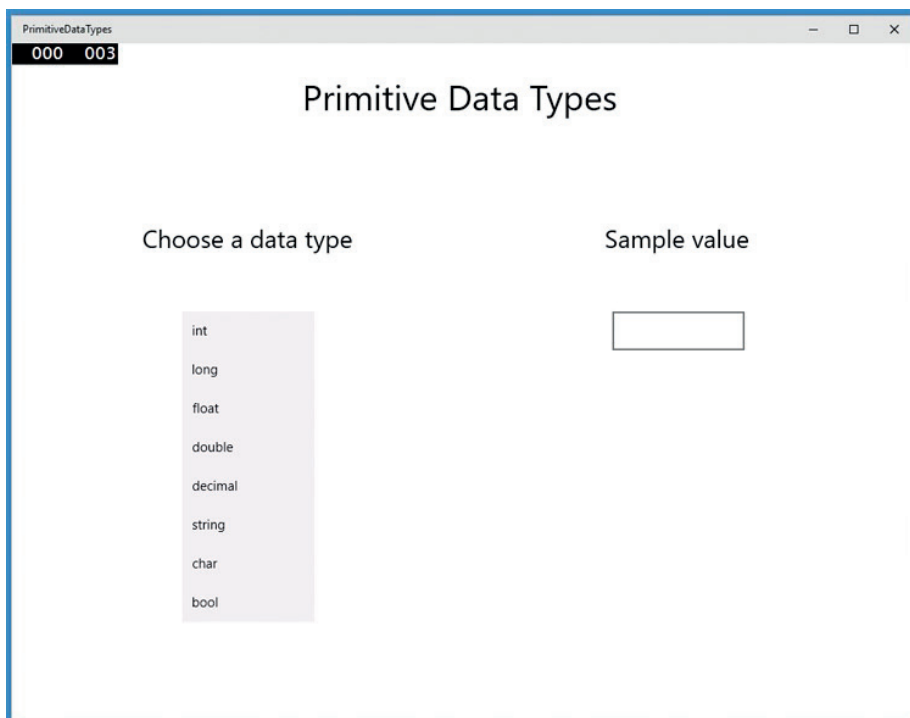 PrimitiveDataTypes
000 003
Primitive Data Types
Choose a data type
Sample value
int
long
float
double
decimal
string
char
bool